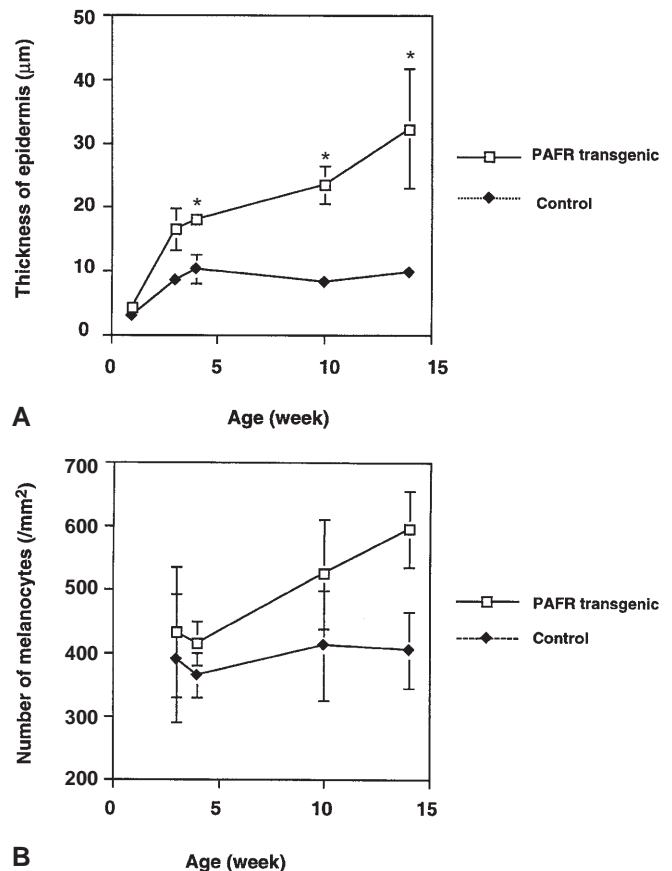 50
40
30
20
10
0
Thickness of epidermis (μm)
*
*
*
0 5 10 15
Age (week)
PAFR transgenic
Control
A
700
600
500
400
300
200
Number of melanocytes (/mm2)
0 5 10 15
Age (week)
PAFR transgenic
Control
B